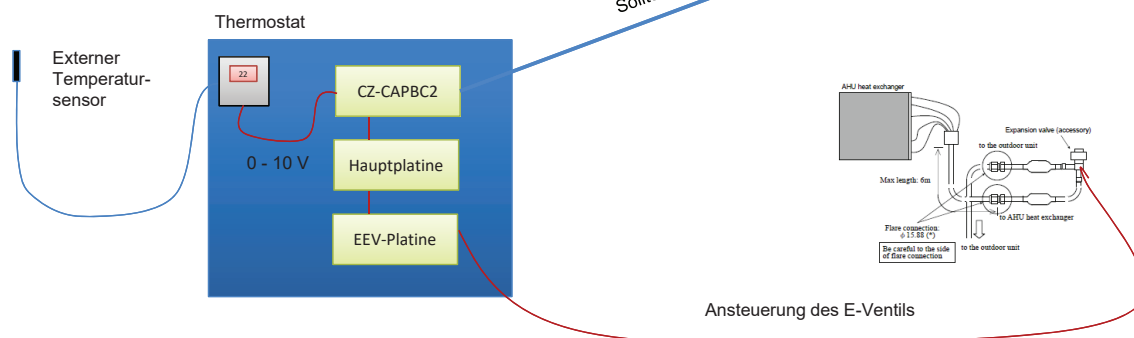 Thermostat
Externer
Temperatur-
sensor
22
CZ-CAPBC2
0 - 10 V
Hauptplatine
EEV-Platine
AHU heat exchanger
Expansion valve (accessory)
to the outdoor unit
Max length: 6m
to AHU heat exchanger
Flare connection:
ϕ 15.88 (*)
Be careful to the side
of flare connection
to the outdoor unit
Ansteuerung des E-Ventils